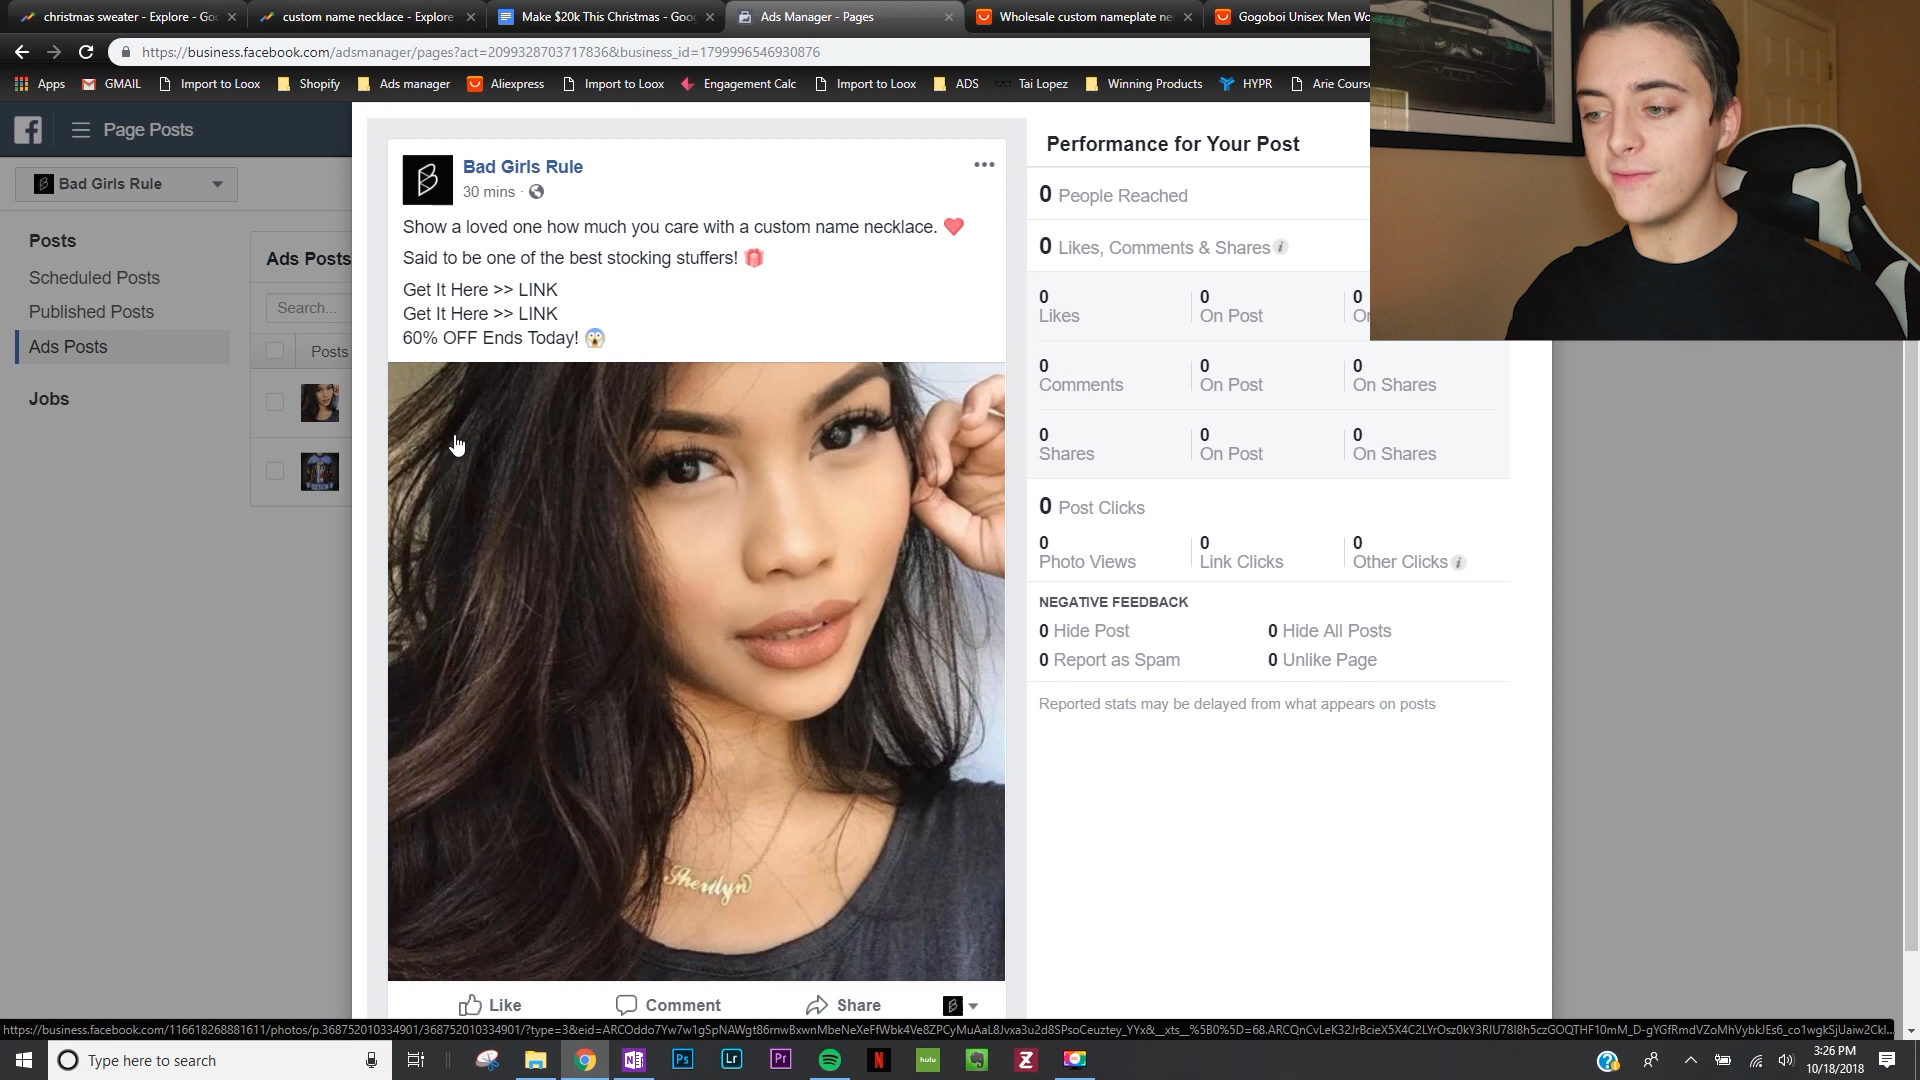 christmas sweater - Explore - Go
custom name necklace - Explore
Make $20k This Christmas - Goog
Ads Manager - Pages
Wholesale custom nameplate ne
Gogoboi Unisex Men Wo
https://business.facebook.com/adsmanager/pages?act=2099328703717836&business_id=1799996546930876
Apps
GMAIL
Import to Loox
Shopify
Ads manager
Aliexpress
Import to Loox
Engagement Calc
Import to Loox
ADS
Tai Lopez
Winning Products
HYPR
Arie Cours
Page Posts
Bad Girls Rule
Posts
Scheduled Posts
Published Posts
Ads Posts
Jobs
Ads Posts
Search...
Posts
Bad Girls Rule
30 mins ·
Show a loved one how much you care with a custom name necklace. ❤️
Said to be one of the best stocking stuffers! 🎁
Get It Here >> LINK
Get It Here >> LINK
60% OFF Ends Today! 😱
Sherilyn
Like
Comment
Share
Performance for Your Post
0 People Reached
0 Likes, Comments & Shares
0 0 0
Likes On Post
0 0 0
Comments On Post On Shares
0 0 0
Shares On Post On Shares
0 Post Clicks
0 0 0
Photo Views Link Clicks Other Clicks
NEGATIVE FEEDBACK
0 Hide Post 0 Hide All Posts
0 Report as Spam 0 Unlike Page
Reported stats may be delayed from what appears on posts
Type here to search
Ps
Lr
Pr
N
hulu
Z
3:26 PM
10/18/2018